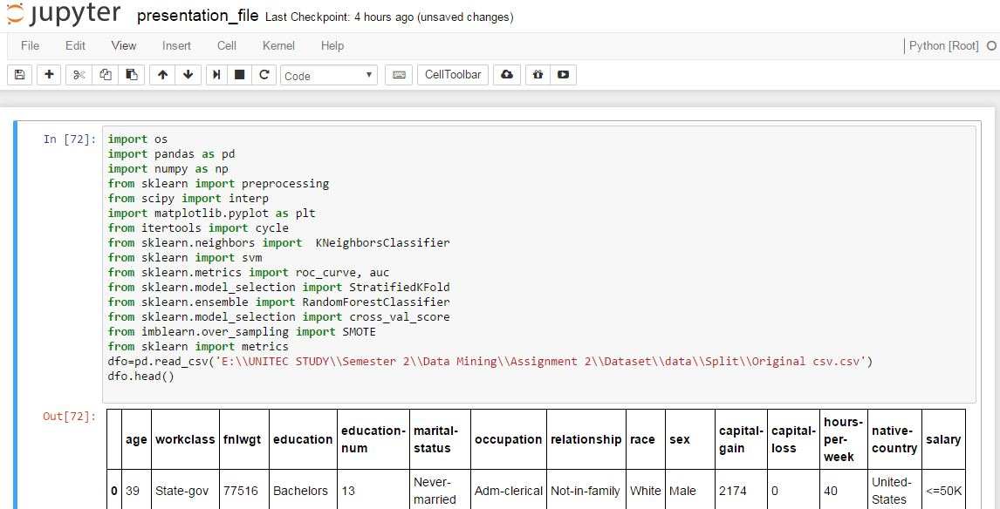 jupyter presentation_file Last Checkpoint: 4 hours ago (unsaved changes)
File Edit View Insert Cell Kernel Help Python [Root]
Code CellToolbar
In [72]:
import os
import pandas as pd
import numpy as np
from sklearn import preprocessing
from scipy import interp
import matplotlib.pyplot as plt
from itertools import cycle
from sklearn.neighbors import  KNeighborsClassifier
from sklearn import svm
from sklearn.metrics import roc_curve, auc
from sklearn.model_selection import StratifiedKFold
from sklearn.ensemble import RandomForestClassifier
from sklearn.model_selection import cross_val_score
from imblearn.over_sampling import SMOTE
from sklearn import metrics
dfo=pd.read_csv('E:\\UNITEC STUDY\\Semester 2\\Data Mining\\Assignment 2\\Dataset\\data\\Split\\Original csv.csv')
dfo.head()
Out[72]:
age workclass fnlwgt education education-num marital-status occupation relationship race sex capital-gain capital-loss hours-per-week native-country salary
0 39 State-gov 77516 Bachelors 13 Never-married Adm-clerical Not-in-family White Male 2174 0 40 United-States <=50K